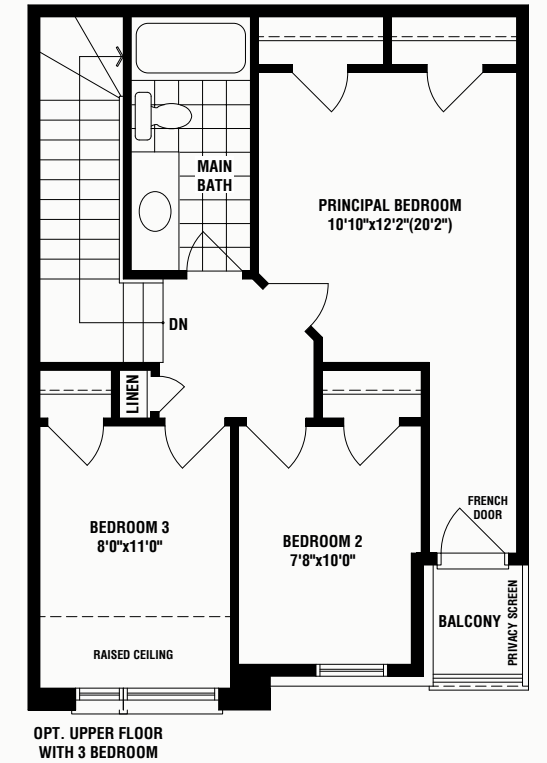 MAIN
BATH
PRINCIPAL BEDROOM
10'10"x12'2"(20'2")
DN
LINEN
BEDROOM 3
8'0"x11'0"
BEDROOM 2
7'8"x10'0"
FRENCH
DOOR
BALCONY
PRIVACY SCREEN
RAISED CEILING
OPT. UPPER FLOOR
WITH 3 BEDROOM